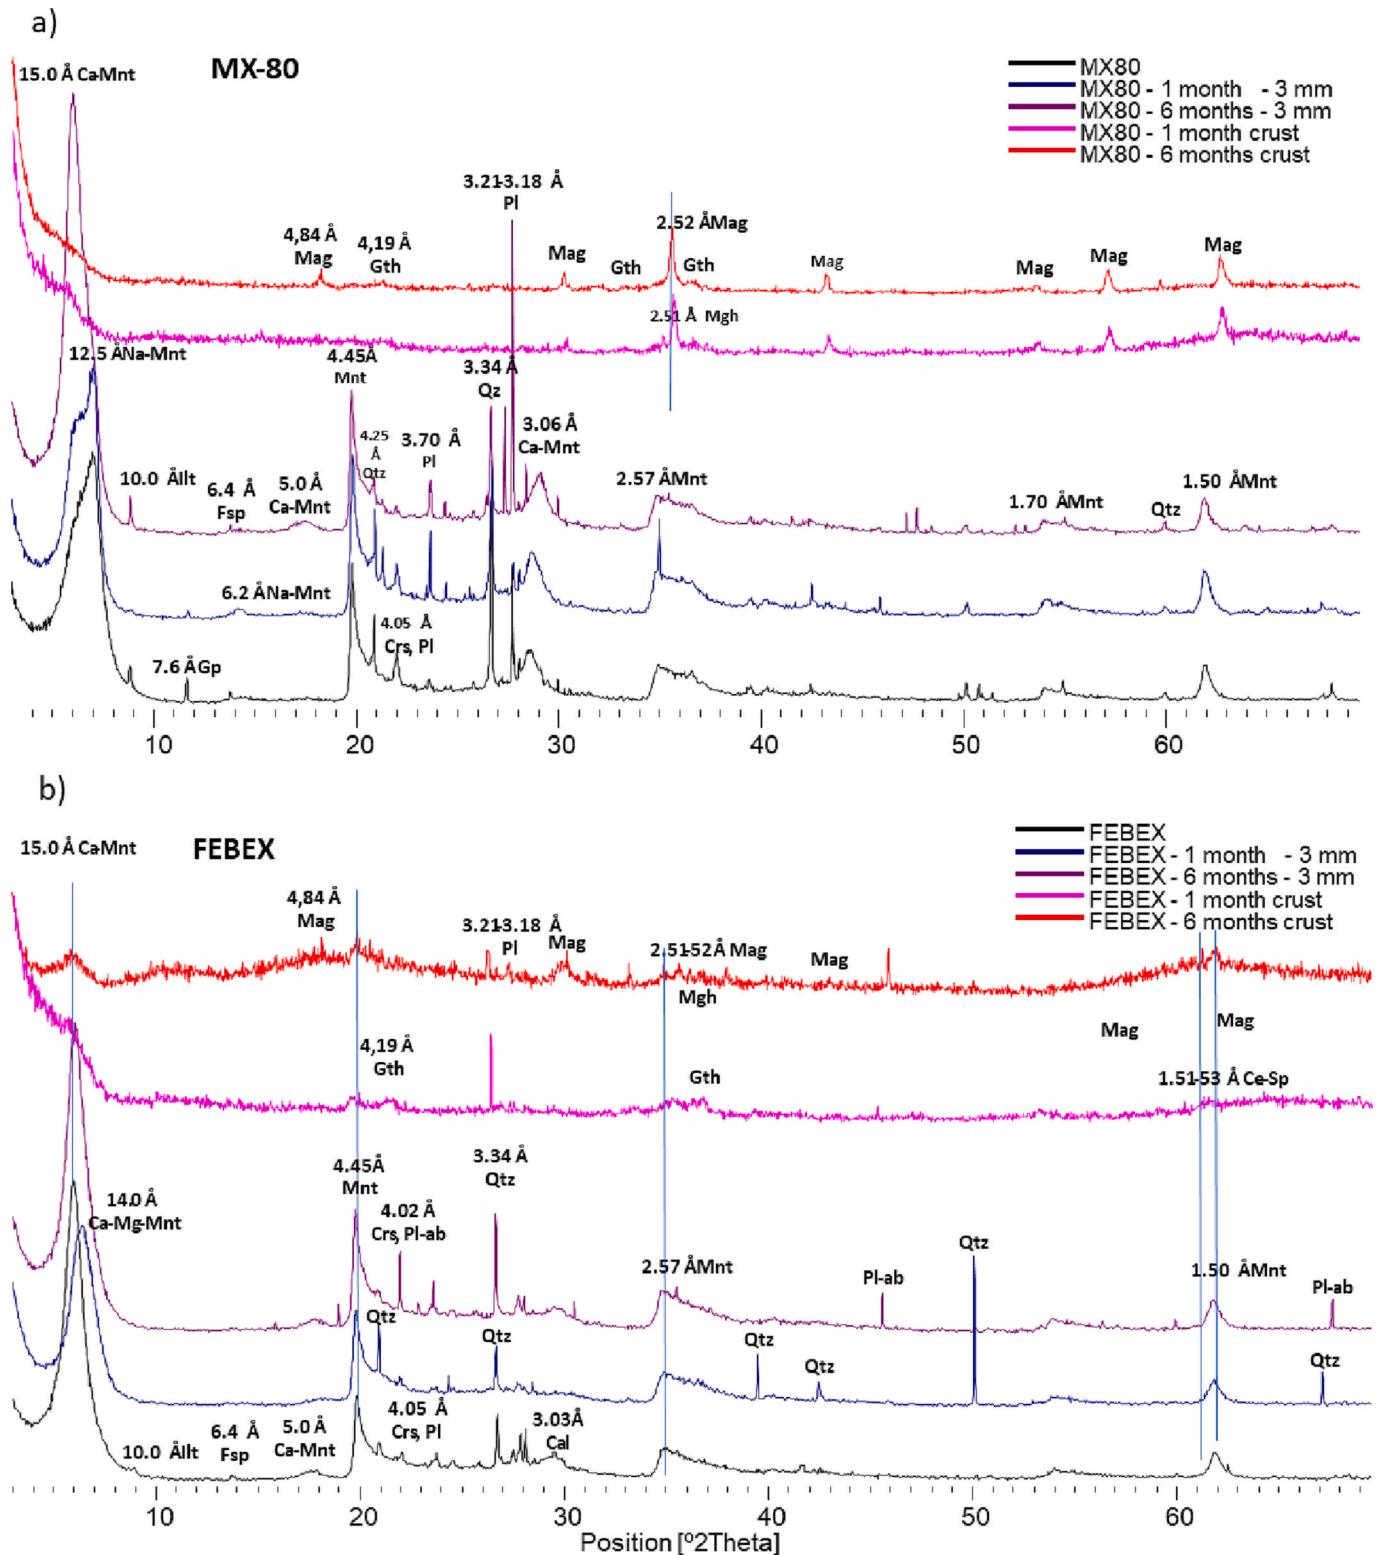 a)
MX-80
15.0 Å Ca-Mnt
MX80
MX80 - 1 month - 3 mm
MX80 - 6 months - 3 mm
MX80 - 1 month crust
MX80 - 6 months crust
3.21-3.18 Å
Pl
4,84 Å
Mag
4,19 Å
Gth
Mag
Gth
2.52 ÅMag
Gth
Mag
Mag
Mag
Mag
2.51 Å Mgh
12.5 ÅNa-Mnt
4.45Å
Mnt
3.34 Å
Qz
4.25
Å
Qtz
3.70 Å
Pl
3.06 Å
Ca-Mnt
10.0 ÅIlt
6.4 Å
Fsp
5.0 Å
Ca-Mnt
2.57 ÅMnt
1.70 ÅMnt
Qtz
1.50 ÅMnt
6.2 ÅNa-Mnt
4.05 Å
Crs, Pl
7.6 ÅGp
10 20 30 40 50 60
b)
FEBEX
15.0 Å Ca-Mnt
FEBEX
FEBEX - 1 month - 3 mm
FEBEX - 6 months - 3 mm
FEBEX - 1 month crust
FEBEX - 6 months crust
4,84 Å
Mag
3.21-3.18 Å
Pl
Mag
2.51-52Å Mag
Mgh
Mag
Mag
Mag
4,19 Å
Gth
Gth
1.51-53 Å Ce-Sp
14.0 Å
Ca-Mg-Mnt
4.45Å
Mnt
3.34 Å
Qtz
4.02 Å
Crs, Pl-ab
2.57 ÅMnt
Pl-ab
Qtz
1.50 ÅMnt
Pl-ab
Qtz
Qtz
Qtz
Qtz
Qtz
10.0 ÅIlt
6.4 Å
Fsp
5.0 Å
Ca-Mnt
4.05 Å
Crs, Pl
3.03Å
Cal
10 20 30 40 50 60
Position [º2Theta]